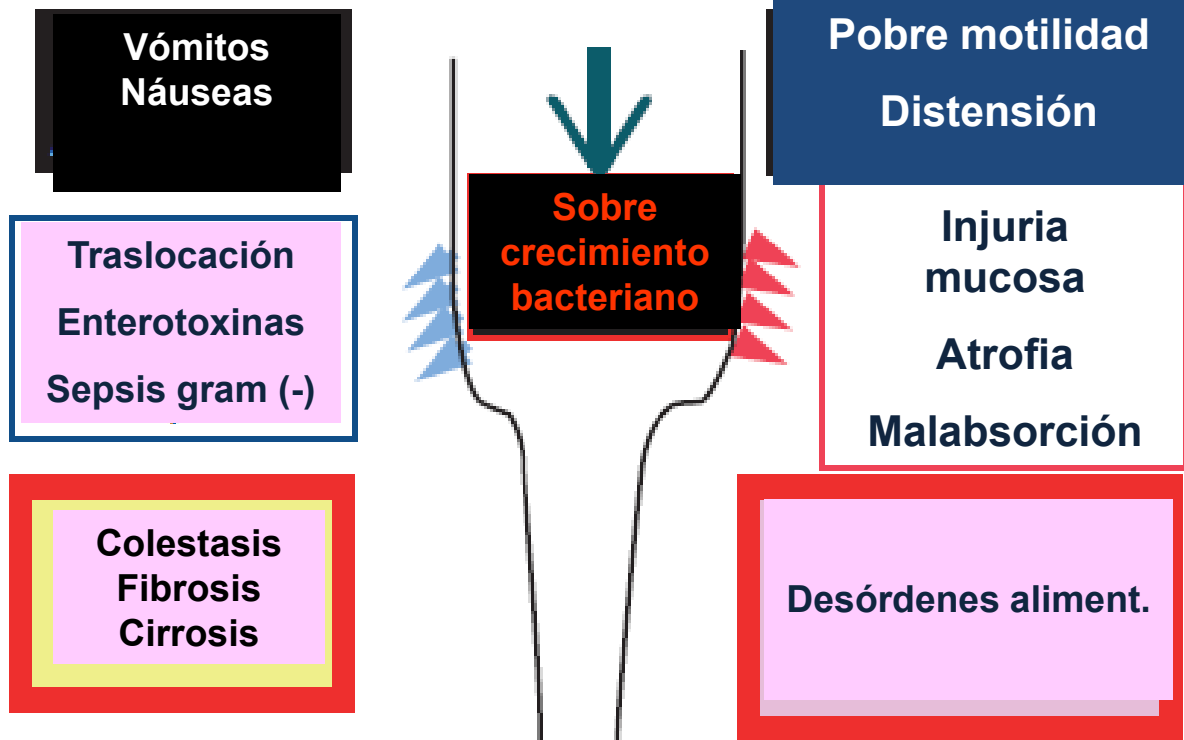 Vómitos
Náuseas
Pobre motilidad
Distensión
Sobre
crecimiento
bacteriano
Traslocación
Enterotoxinas
Sepsis gram (-)
Injuria
mucosa
Atrofia
Malabsorción
Colestasis
Fibrosis
Cirrosis
Desórdenes aliment.